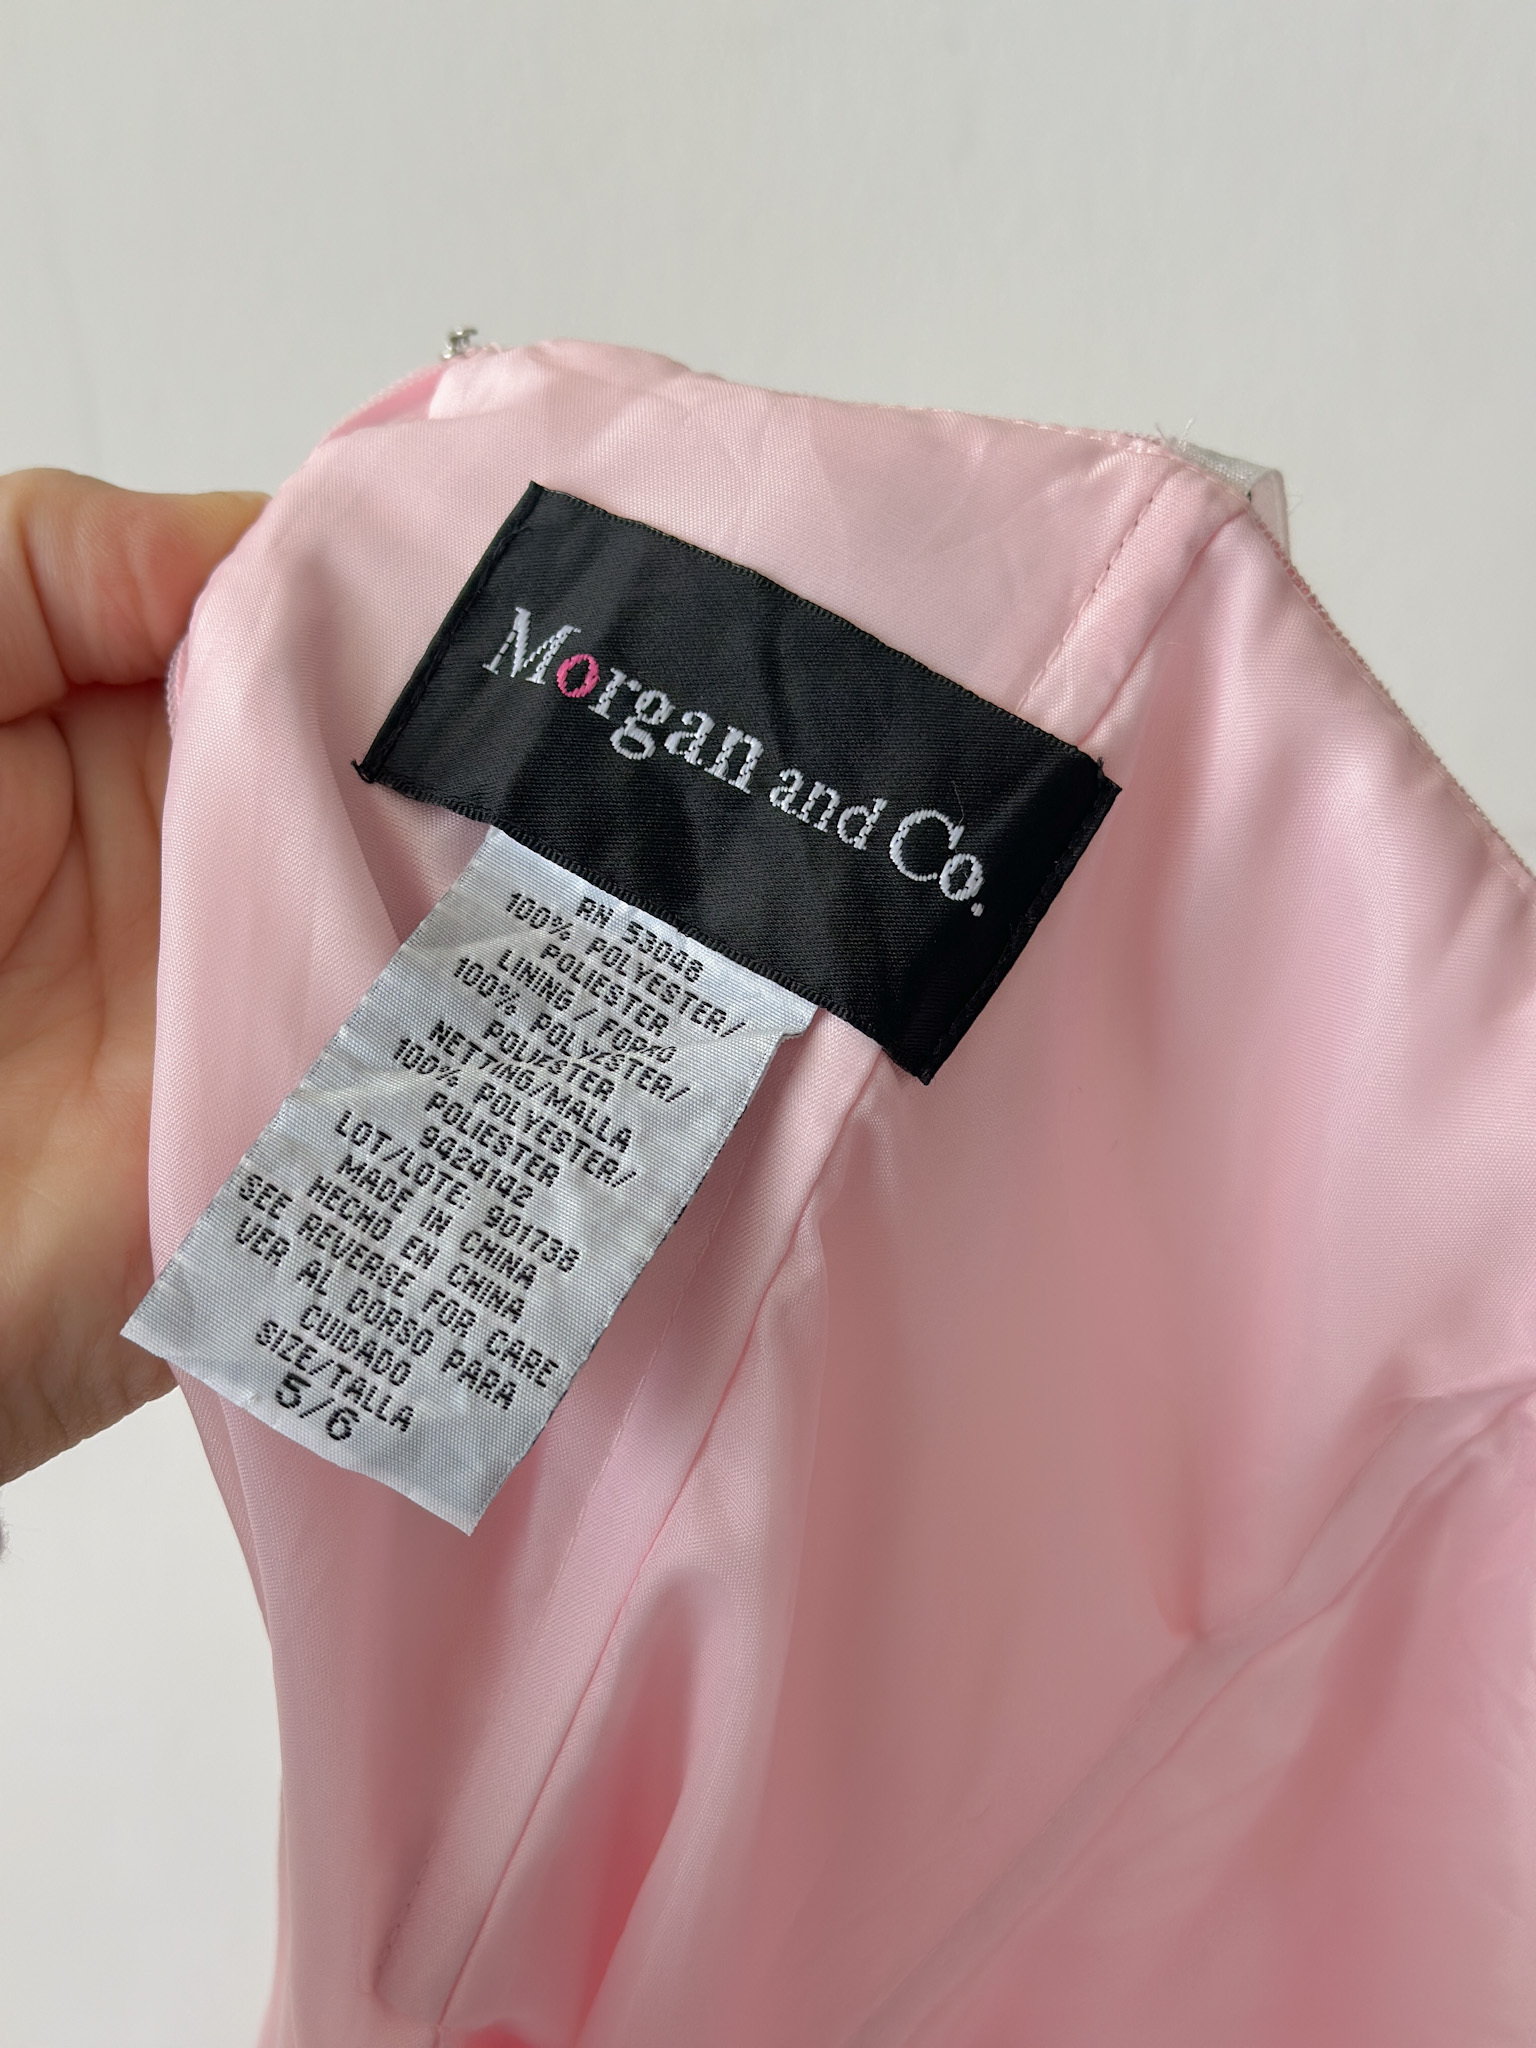 Morgan and Co.
RN 53048
100% POLYESTER/
POLIESTER
LINING/FORRO
100% POLYESTER/
POLIESTER
NETTING/MALLA
100% POLYESTER/
POLIESTER
9424142
LOT/LOTE: 901738
MADE IN CHINA
HECHO EN CHINA
SEE REVERSE FOR CARE
VER AL DORSO PARA
CUIDADO
SIZE/TALLA
5/6